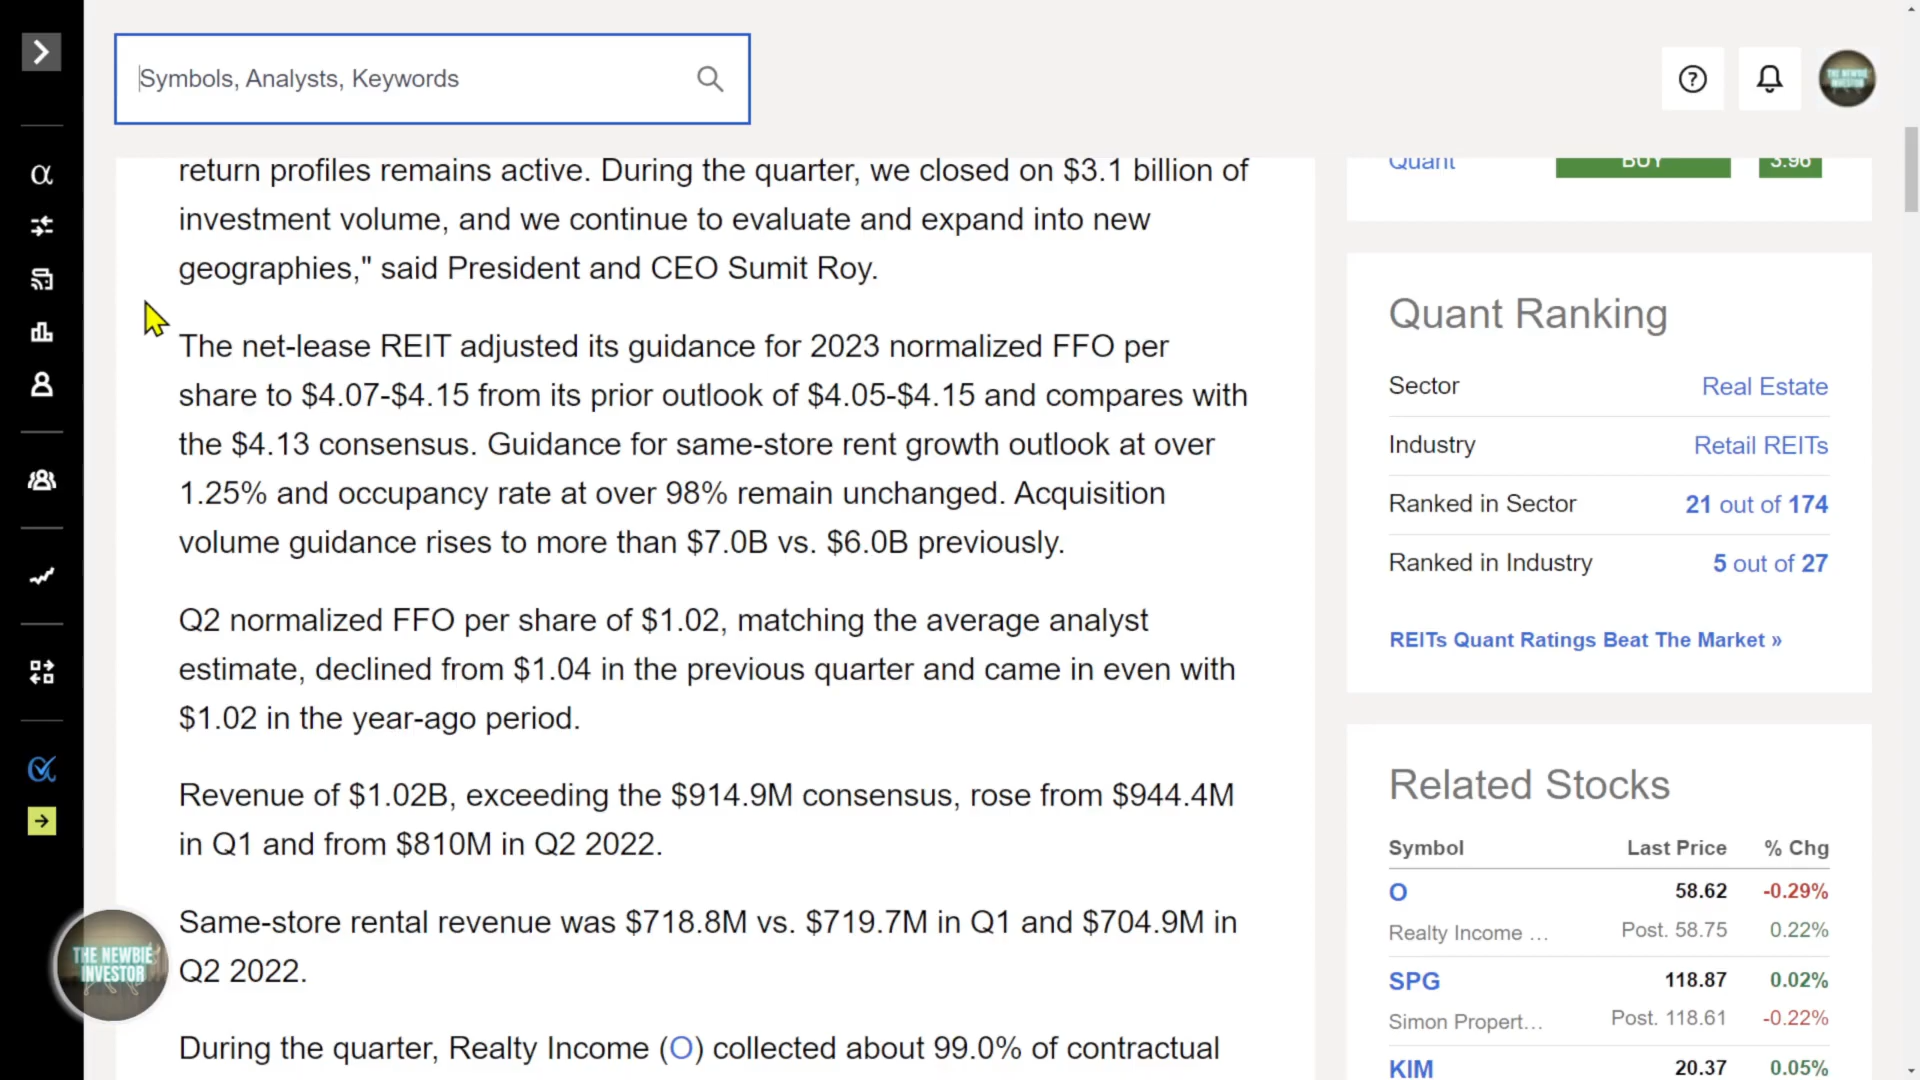 Symbols, Analysts, Keywords
THE NEWBIE
INVESTOR
return profiles remains active. During the quarter, we closed on $3.1 billion of
investment volume, and we continue to evaluate and expand into new
geographies," said President and CEO Sumit Roy.
The net-lease REIT adjusted its guidance for 2023 normalized FFO per
share to $4.07-$4.15 from its prior outlook of $4.05-$4.15 and compares with
the $4.13 consensus. Guidance for same-store rent growth outlook at over
1.25% and occupancy rate at over 98% remain unchanged. Acquisition
volume guidance rises to more than $7.0B vs. $6.0B previously.
Q2 normalized FFO per share of $1.02, matching the average analyst
estimate, declined from $1.04 in the previous quarter and came in even with
$1.02 in the year-ago period.
Revenue of $1.02B, exceeding the $914.9M consensus, rose from $944.4M
in Q1 and from $810M in Q2 2022.
Same-store rental revenue was $718.8M vs. $719.7M in Q1 and $704.9M in
Q2 2022.
During the quarter, Realty Income (O) collected about 99.0% of contractual
THE NEWBIE
INVESTOR
Quant BUY 3.96
Quant Ranking
Sector Real Estate
Industry Retail REITs
Ranked in Sector 21 out of 174
Ranked in Industry 5 out of 27
REITs Quant Ratings Beat The Market »
Related Stocks
Symbol Last Price % Chg
O 58.62 -0.29%
Realty Income ... Post. 58.75 0.22%
SPG 118.87 0.02%
Simon Propert... Post. 118.61 -0.22%
KIM 20.37 0.05%